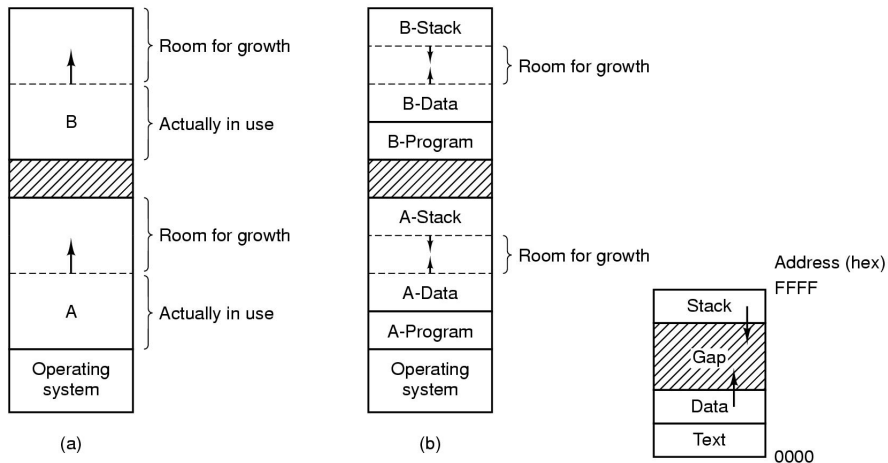 Room for growth
B
Actually in use
Room for growth
A
Actually in use
Operating
system
(a)
B-Stack
Room for growth
B-Data
B-Program
A-Stack
Room for growth
A-Data
A-Program
Operating
system
(b)
Address (hex)
FFFF
Stack
Gap
Data
Text
0000